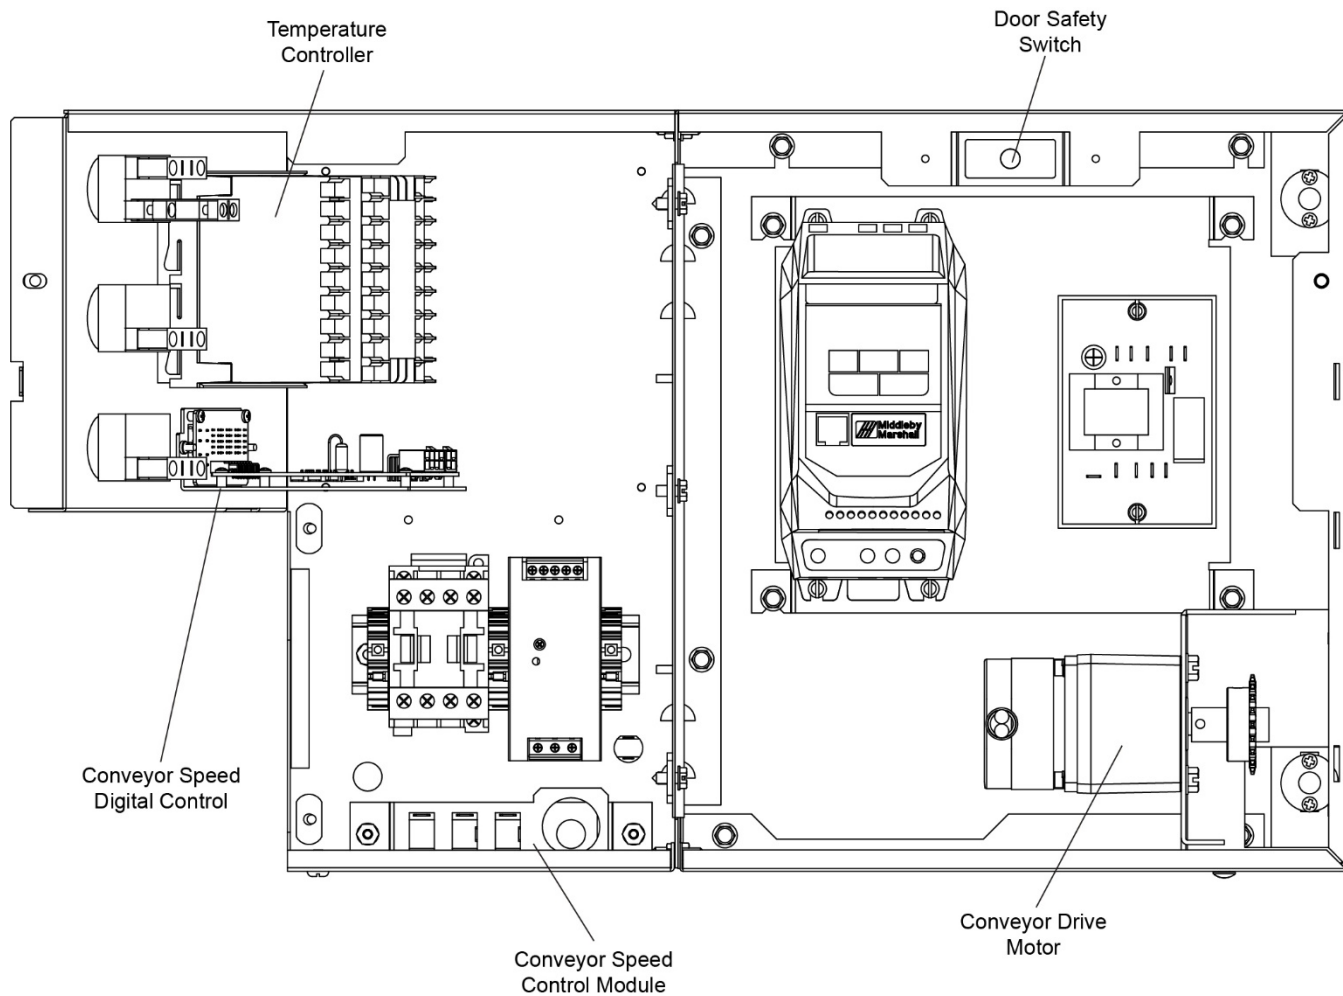 Temperature
Controller
Door Safety
Switch
Middleby
Marshall
Conveyor Speed
Digital Control
Conveyor Drive
Motor
Conveyor Speed
Control Module